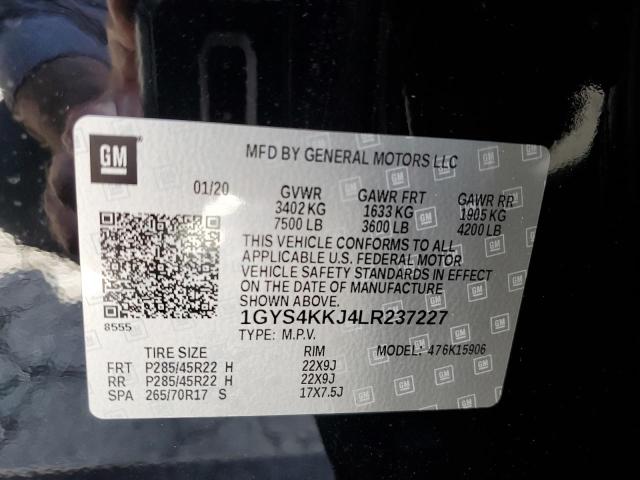 GM
MFD BY GENERAL MOTORS LLC
01/20 GVWR GAWR FRT GAWR RR
3402 KG 1633 KG 1905 KG
7500 LB 3600 LB 4200 LB
THIS VEHICLE CONFORMS TO ALL
APPLICABLE U.S. FEDERAL MOTOR
VEHICLE SAFETY STANDARDS IN EFFECT
ON THE DATE OF MANUFACTURE
SHOWN ABOVE.
8555
1GYS4KKJ4LR237227
TYPE: M.P.V. MODEL: 476K15906
TIRE SIZE RIM
FRT P285/45R22 H 22X9J
RR P285/45R22 H 22X9J
SPA 265/70R17 S 17X7.5J